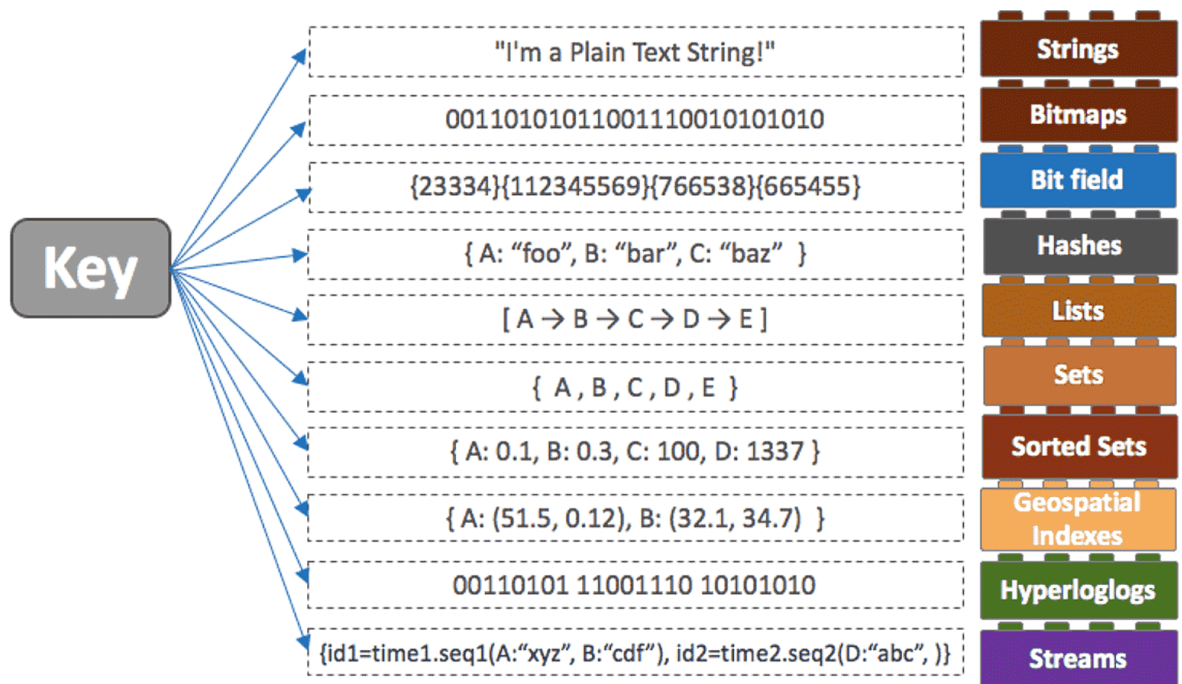 "I'm a Plain Text String!"
Strings
00110101011001110010101010
Bitmaps
{23334}{112345569}{766538}{665455}
Bit field
Key
{ A: “foo”, B: “bar”, C: “baz” }
Hashes
[ A → B → C → D → E ]
Lists
{ A , B , C , D , E }
Sets
{ A: 0.1, B: 0.3, C: 100, D: 1337 }
Sorted Sets
{ A: (51.5, 0.12), B: (32.1, 34.7) }
Geospatial
Indexes
00110101 11001110 10101010
Hyperloglogs
{id1=time1.seq1(A:“xyz”, B:“cdf”), id2=time2.seq2(D:“abc”, )}
Streams